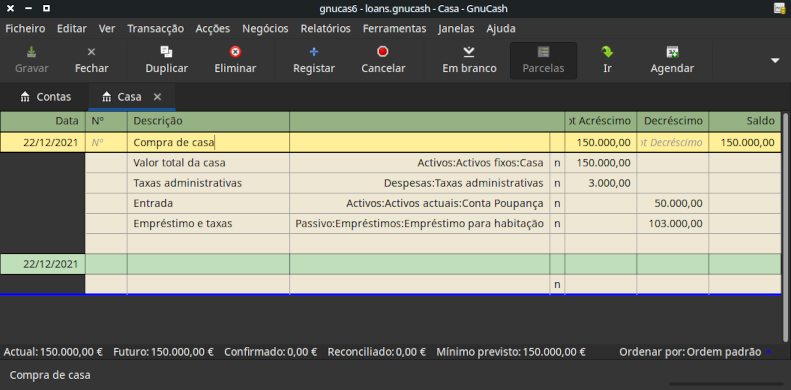 gnucas6 - loans.gnucash - Casa - GnuCash
Ficheiro Editar Ver Transacção Acções Negócios Relatórios Ferramentas Janelas Ajuda
Gravar Fechar Duplicar Eliminar Registar Cancelar Em branco Parcelas Ir Agendar
Contas Casa
Data Nº Descrição Acréscimo Decréscimo Saldo
22/12/2021 Nº Compra de casa 150.000,00 ot Decréscimo 150.000,00
Valor total da casa Activos:Activos fixos:Casa n 150.000,00
Taxas administrativas Despesas:Taxas administrativas n 3.000,00
Entrada Activos:Activos actuais:Conta Poupança n 50.000,00
Empréstimo e taxas Passivo:Empréstimos:Empréstimo para habitação n 103.000,00
22/12/2021
n
Actual: 150.000,00 € Futuro: 150.000,00 € Confirmado: 0,00 € Reconciliado: 0,00 € Mínimo previsto: 150.000,00 € Ordenar por: Ordem padrão
Compra de casa